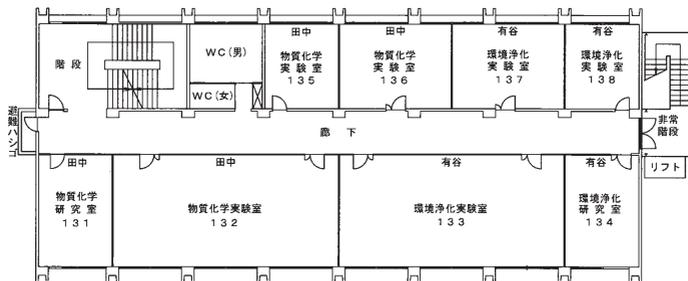 田中
田中
有谷
有谷
階段
WC(男)
WC(女)
物質化学
実験室
135
物質化学
実験室
136
環境浄化
実験室
137
環境浄化
実験室
138
避難ハシゴ
廊下
非常
階段
リフト
田中
田中
有谷
有谷
物質化学
研究室
131
物質化学実験室
132
環境浄化実験室
133
環境浄化
研究室
134